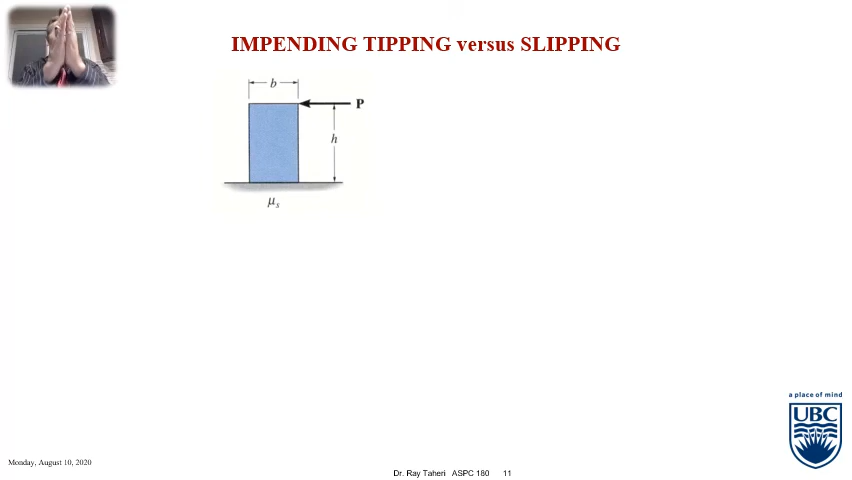 IMPENDING TIPPING versus SLIPPING
b
P
h
μs
a place of mind
UBC
Monday, August 10, 2020
Dr. Ray Taheri ASPC 180 11